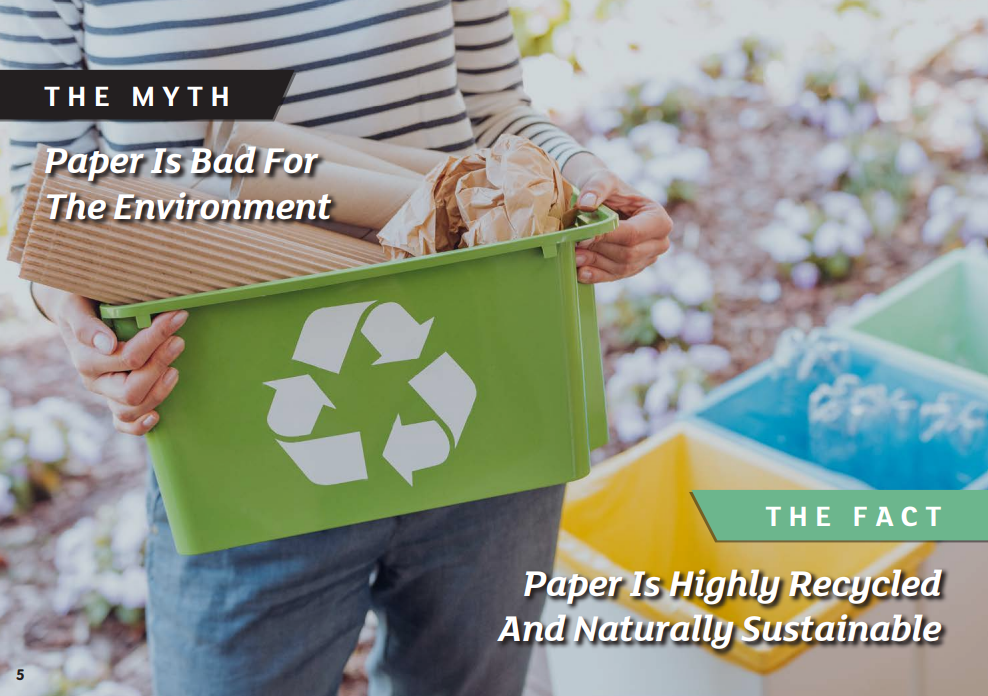 THE MYTH
Paper Is Bad For
The Environment
THE FACT
Paper Is Highly Recycled
And Naturally Sustainable
5